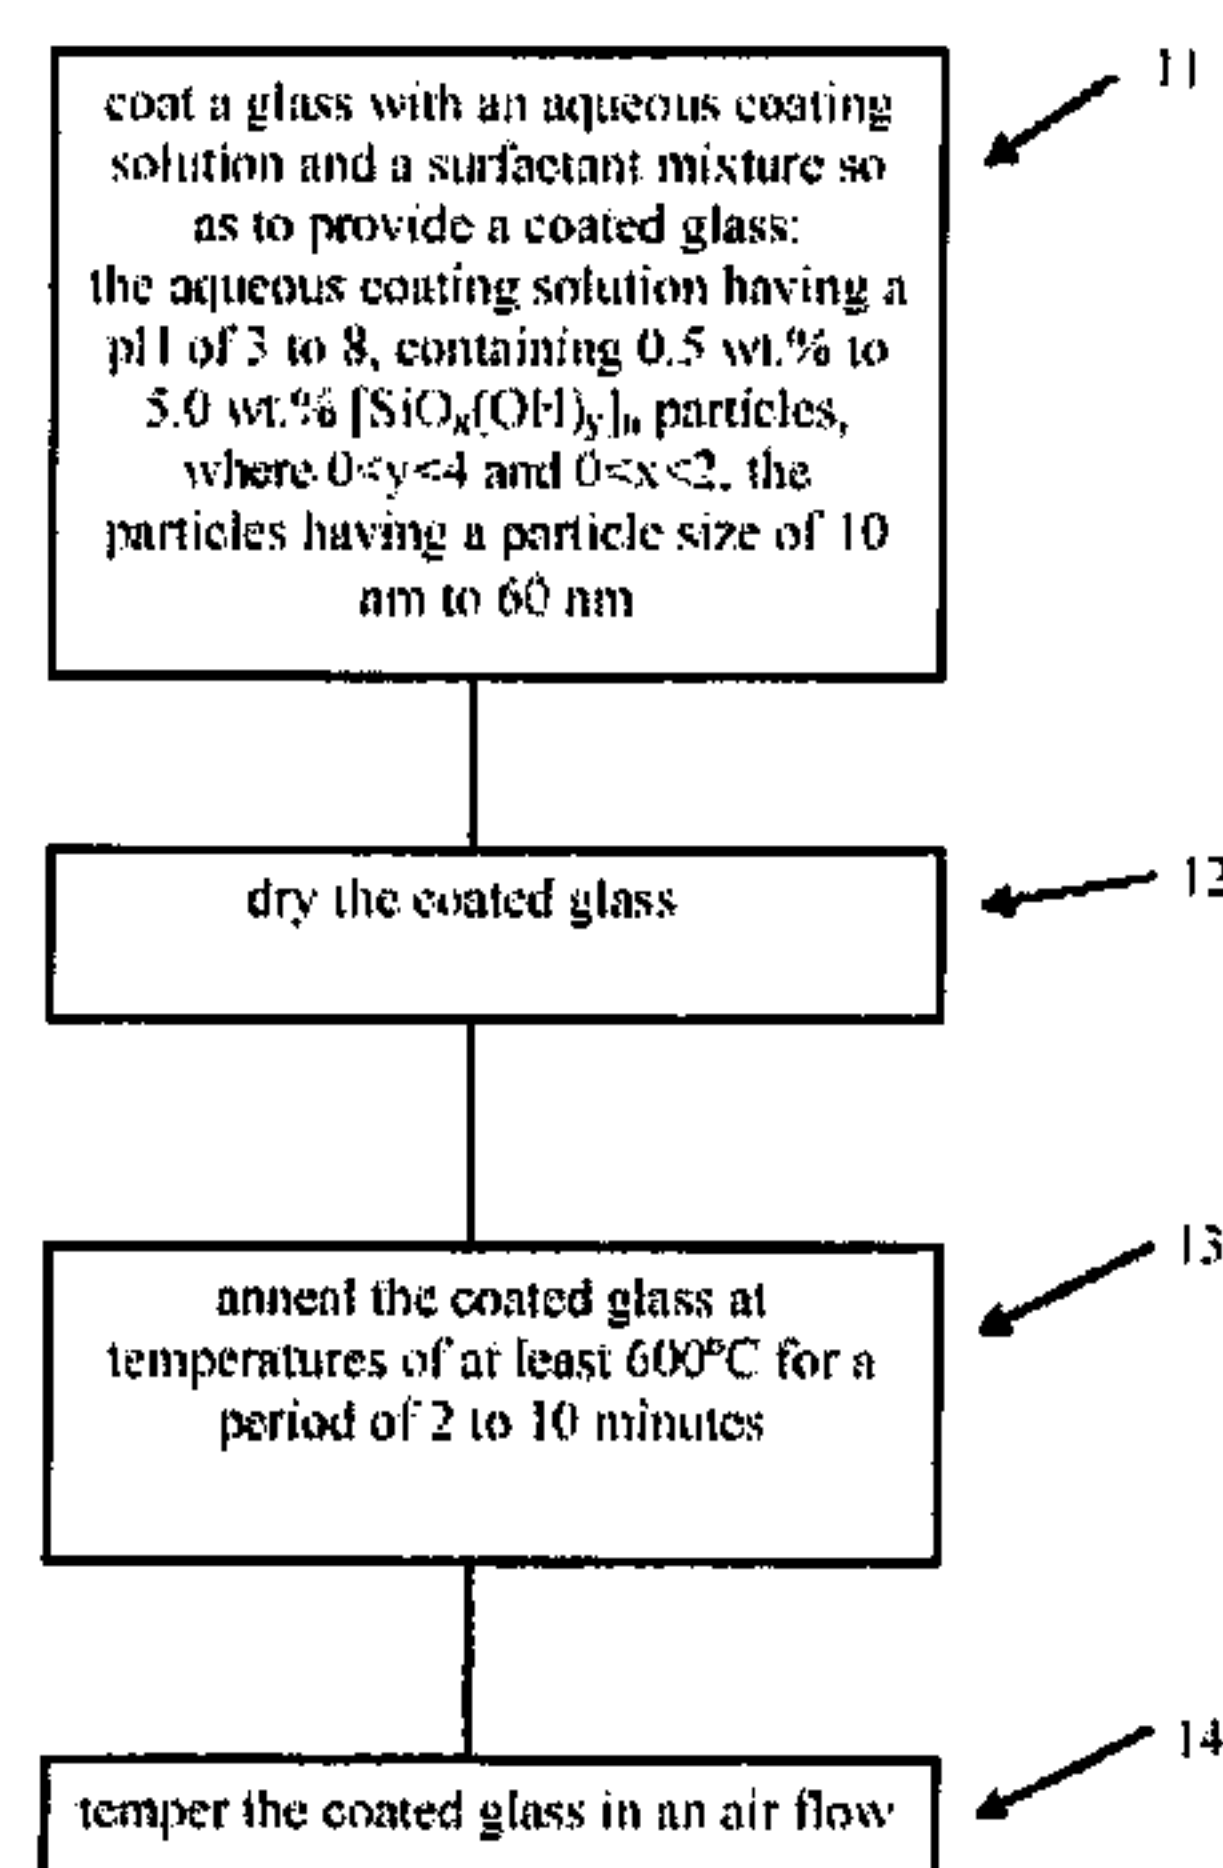 11
coat a glass with an aqueous coating
solution and a surfactant mixture so
as to provide a coated glass:
the aqueous coating solution having a
pH of 3 to 8, containing 0.5 wt.% to
5.0 wt.% [SiOₓ(OH)ᵧ]ₙ particles,
where 0<y<4 and 0<x<2, the
particles having a particle size of 10
nm to 60 nm
12
dry the coated glass
13
anneal the coated glass at
temperatures of at least 600°C for a
period of 2 to 10 minutes
14
temper the coated glass in an air flow